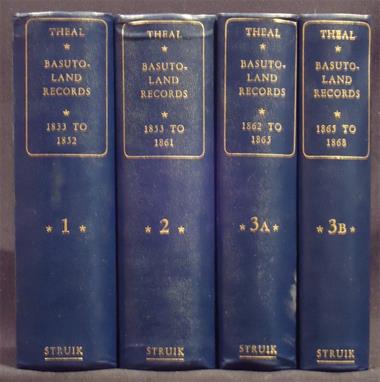 THEAL
*
BASUTO-
LAND
RECORDS
*
1833 TO
1852
* 1 *
STRUIK
THEAL
*
BASUTO-
LAND
RECORDS
*
1853 TO
1861
* 2 *
STRUIK
THEAL
*
BASUTO-
LAND
RECORDS
*
1862 TO
1865
* 3A *
STRUIK
THEAL
*
BASUTO-
LAND
RECORDS
*
1865 TO
1868
* 3B *
STRUIK